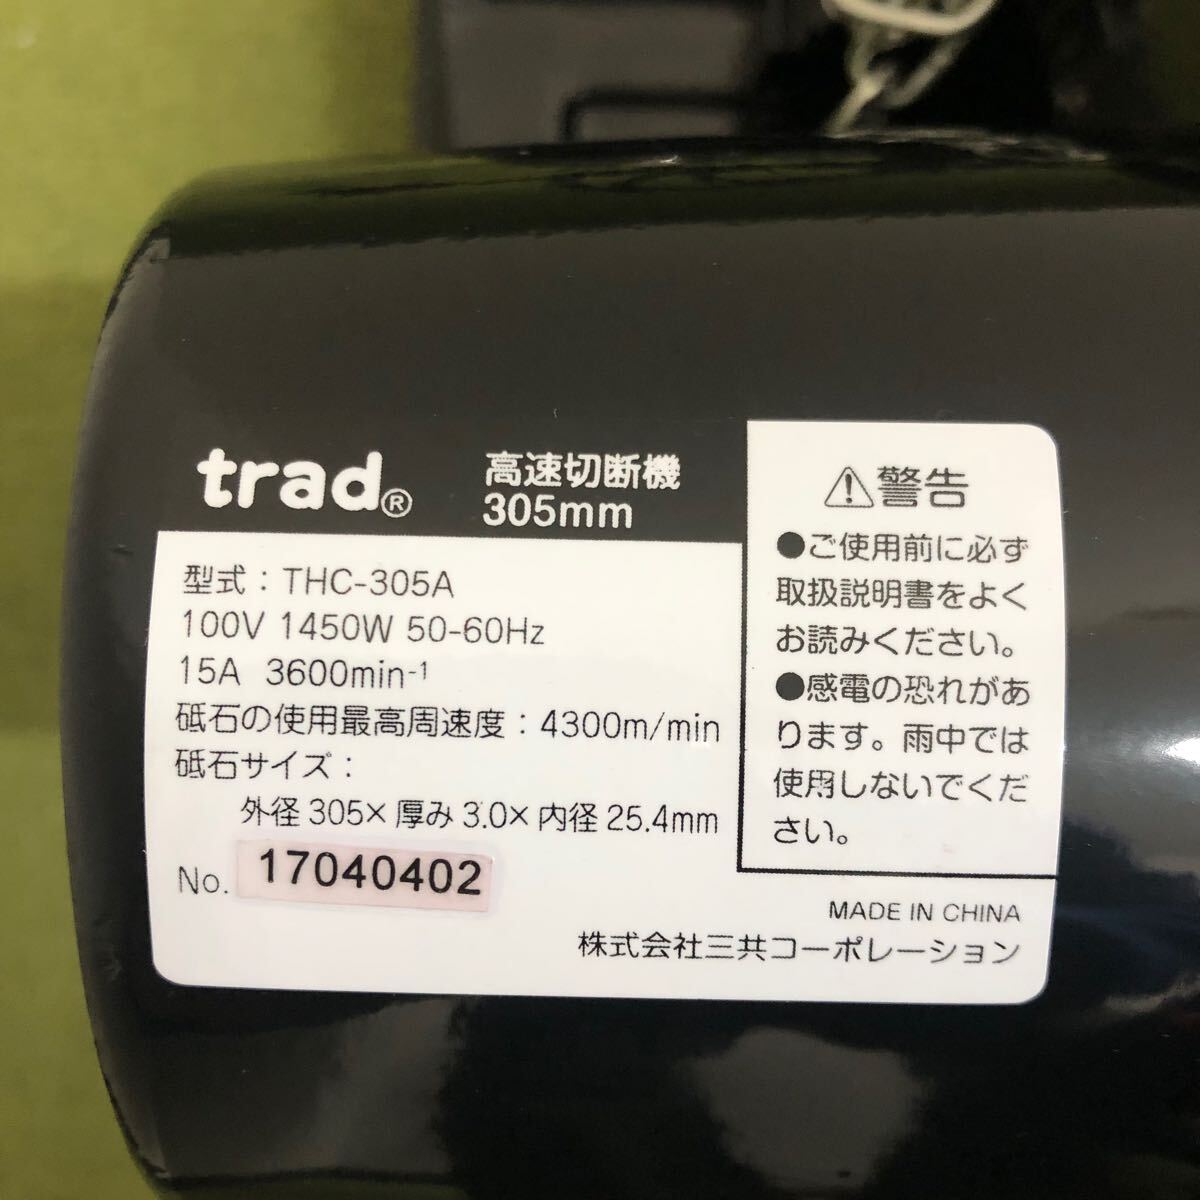 trad®
高速切断機
305mm
型式：THC-305A
100V 1450W 50-60Hz
15A 3600min-1
砥石の使用最高周速度：4300m/min
砥石サイズ：
外径305×厚み3.0×内径25.4mm
No. 17040402
⚠警告
●ご使用前に必ず
取扱説明書をよく
お読みください。
●感電の恐れがあ
ります。雨中では
使用しないでくだ
さい。
MADE IN CHINA
株式会社三共コーポレーション